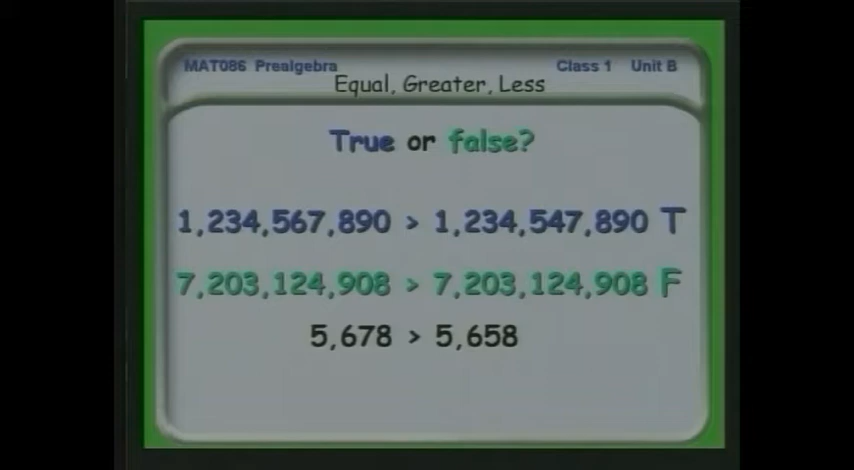 MAT086 Prealgebra Class 1 Unit B
Equal, Greater, Less
True or false?
1,234,567,890 > 1,234,547,890 T
7,203,124,908 > 7,203,124,908 F
5,678 > 5,658